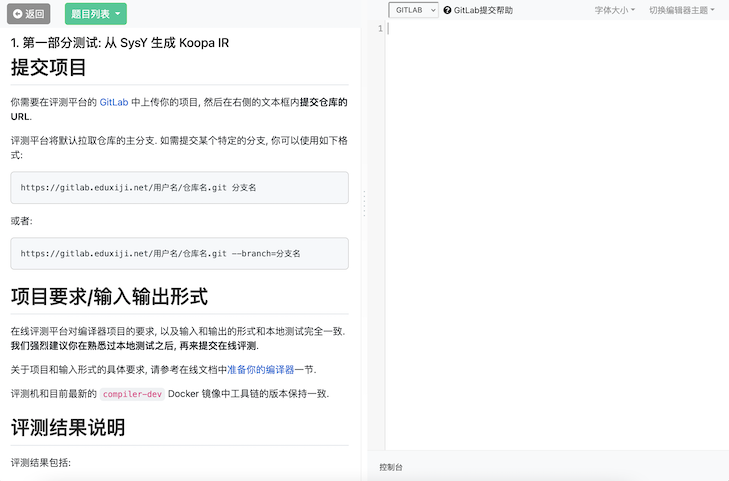 返回
题目列表
1. 第一部分测试: 从 SysY 生成 Koopa IR
提交项目
你需要在评测平台的 GitLab 中上传你的项目, 然后在右侧的文本框内提交仓库的
URL.
评测平台将默认拉取仓库的主分支. 如需提交某个特定的分支, 你可以使用如下格
式:
https://gitlab.eduxiji.net/用户名/仓库名.git 分支名
或者:
https://gitlab.eduxiji.net/用户名/仓库名.git --branch=分支名
项目要求/输入输出形式
在线评测平台对编译器项目的要求, 以及输入和输出的形式和本地测试完全一致.
我们强烈建议你在熟悉过本地测试之后, 再来提交在线评测.
关于项目和输入形式的具体要求, 请参考在线文档中准备你的编译器一节.
评测机和目前最新的 compiler-dev Docker 镜像中工具链的版本保持一致.
评测结果说明
评测结果包括:
GITLAB
GitLab提交帮助
字体大小
切换编辑器主题
1
控制台